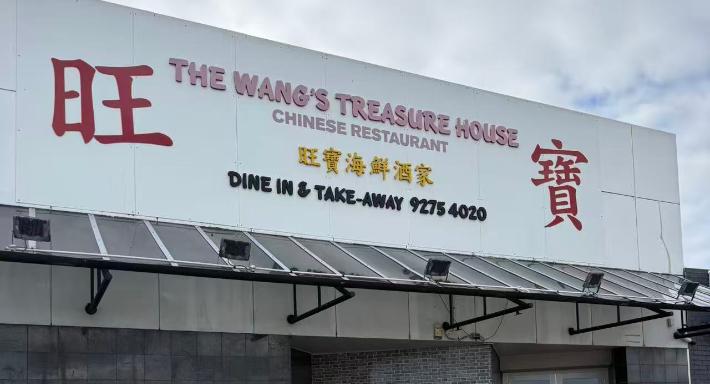 旺
THE WANG'S TREASURE HOUSE
CHINESE RESTAURANT
旺寶海鮮酒家
DINE IN & TAKE-AWAY 9275 4020
寶